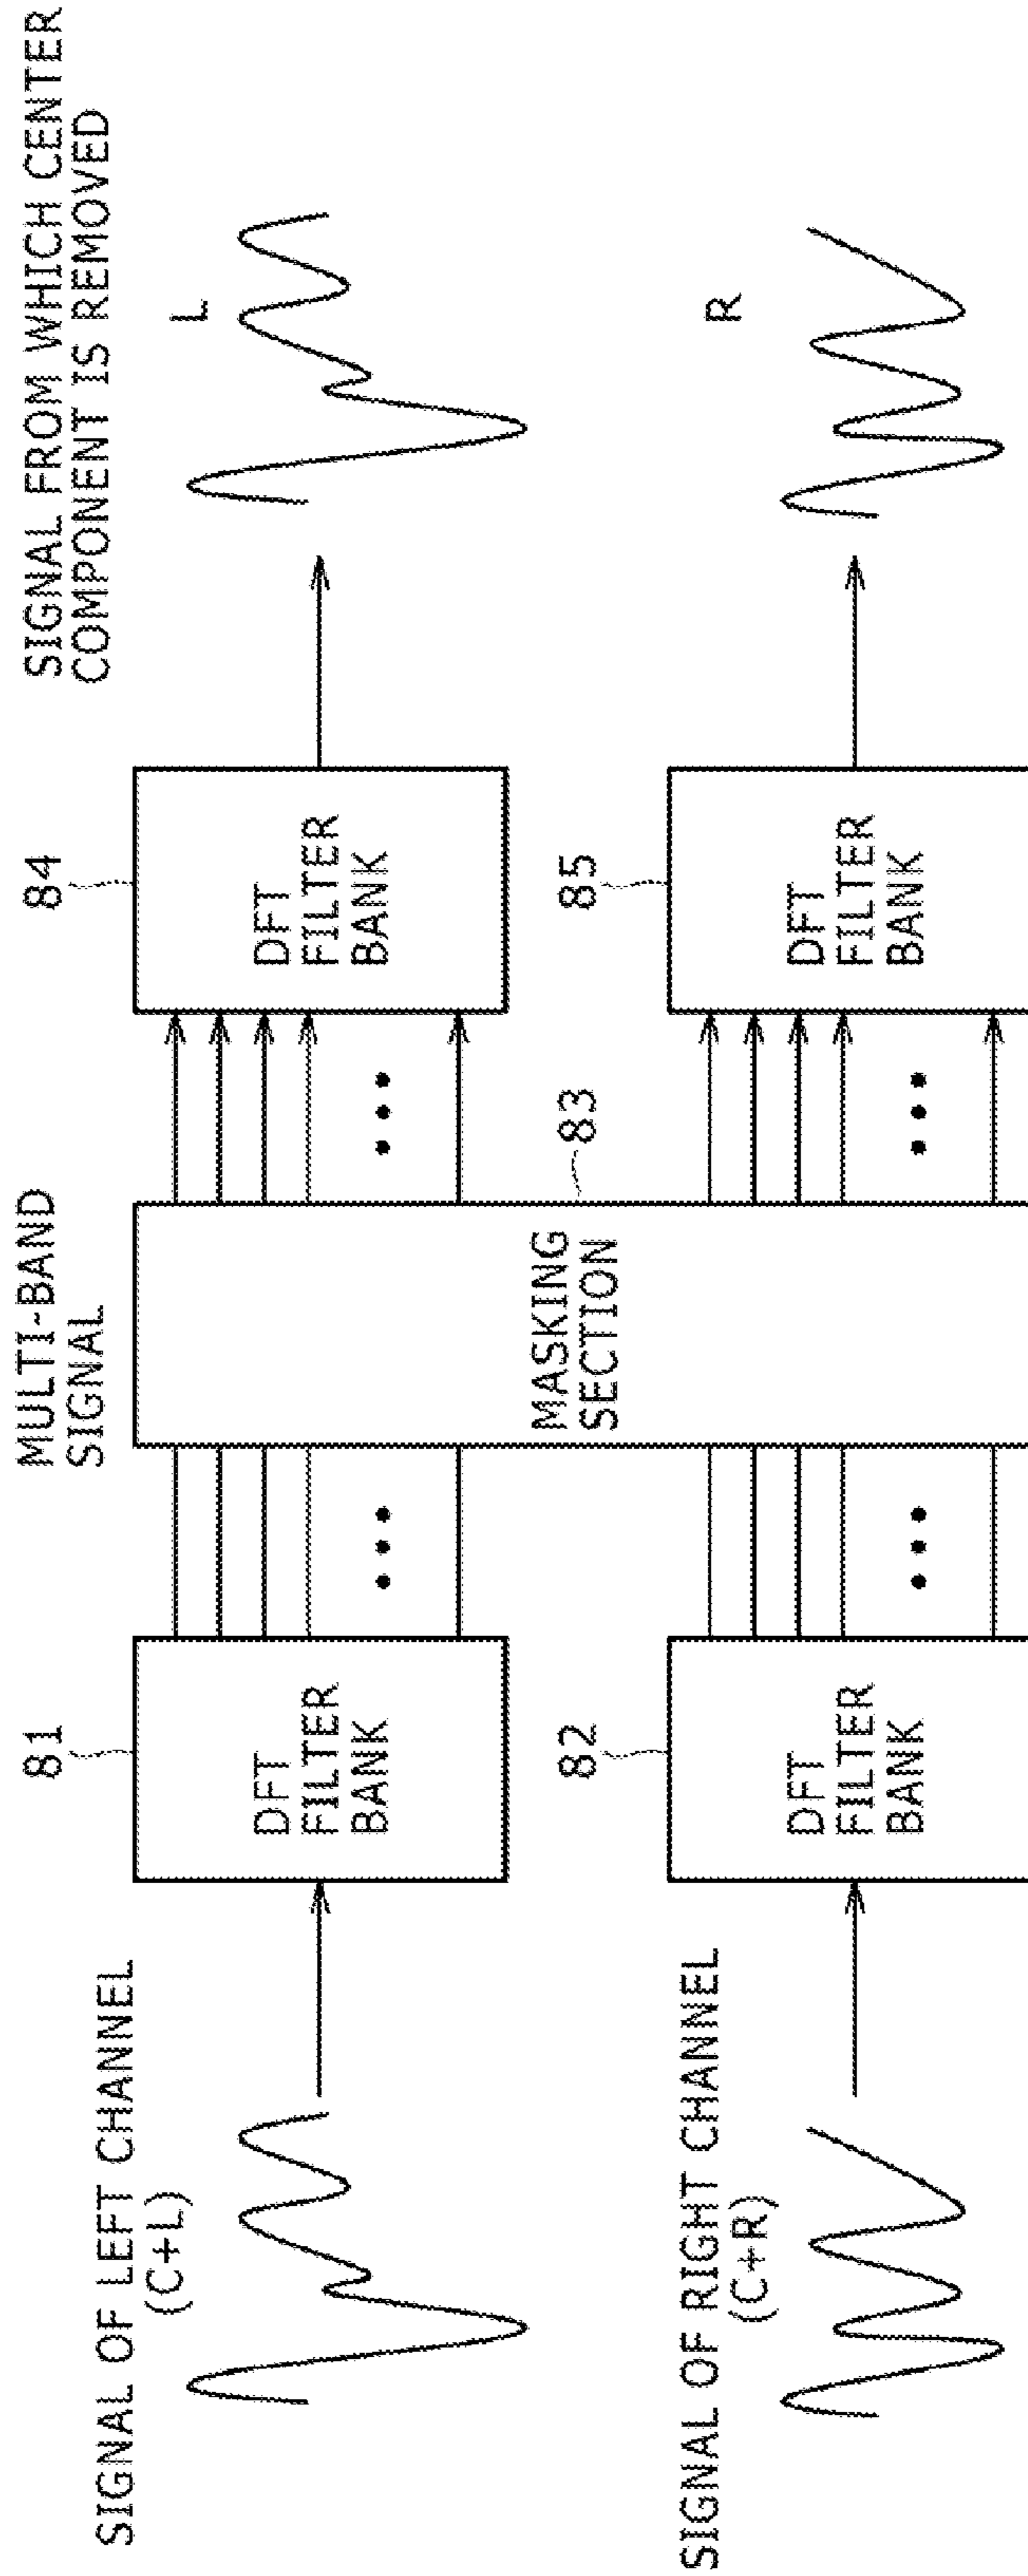 SIGNAL OF LEFT CHANNEL
(C+L)
81
DFT
FILTER
BANK
MULTI-BAND
SIGNAL
84
DFT
FILTER
BANK
SIGNAL FROM WHICH CENTER
COMPONENT IS REMOVED
L
MASKING
SECTION
83
SIGNAL OF RIGHT CHANNEL
(C+R)
82
DFT
FILTER
BANK
85
DFT
FILTER
BANK
R